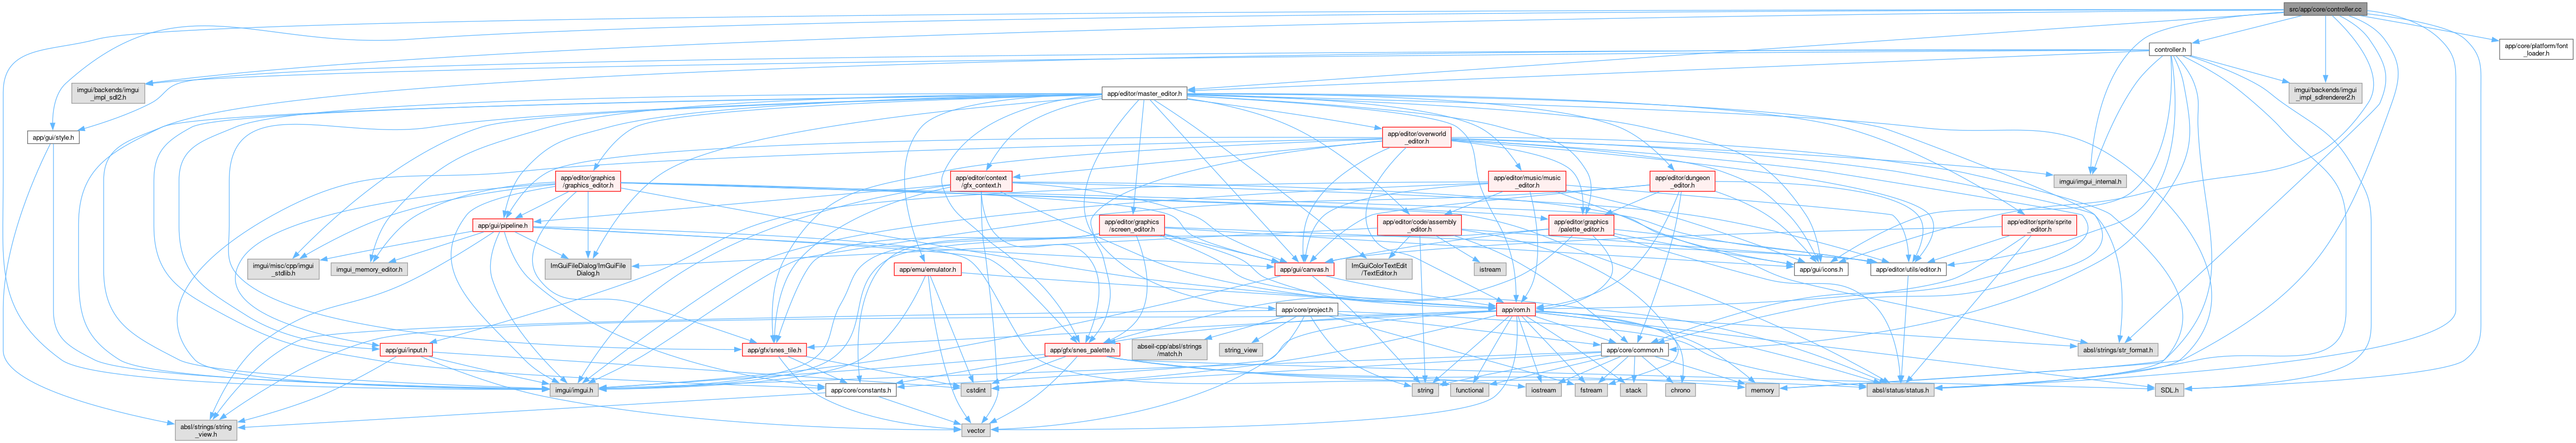 src/app/core/controller.cc
app/core/platform/font
_loader.h
controller.h
imgui/backends/imgui
_impl_sdl2.h
imgui/backends/imgui
_impl_sdlrenderer2.h
app/editor/master_editor.h
app/gui/style.h
app/editor/overworld
_editor.h
app/editor/graphics
/graphics_editor.h
app/editor/context
/gfx_context.h
app/editor/music/music
_editor.h
app/editor/dungeon
_editor.h
imgui/imgui_internal.h
app/gui/pipeline.h
app/editor/graphics
/screen_editor.h
app/editor/code/assembly
_editor.h
app/editor/graphics
/palette_editor.h
app/editor/sprite/sprite
_editor.h
imgui/misc/cpp/imgui
_stdlib.h
imgui_memory_editor.h
ImGuiFileDialog/ImGuiFile
Dialog.h
app/emu/emulator.h
app/gui/canvas.h
ImGuiColorTextEdit
/TextEditor.h
istream
app/gui/icons.h
app/editor/utils/editor.h
app/core/project.h
app/rom.h
app/gui/input.h
app/gfx/snes_tile.h
app/gfx/snes_palette.h
abseil-cpp/absl/strings
/match.h
string_view
app/core/common.h
absl/strings/str_format.h
imgui/imgui.h
app/core/constants.h
cstdint
string
functional
iostream
fstream
stack
chrono
memory
absl/status/status.h
SDL.h
absl/strings/string
_view.h
vector